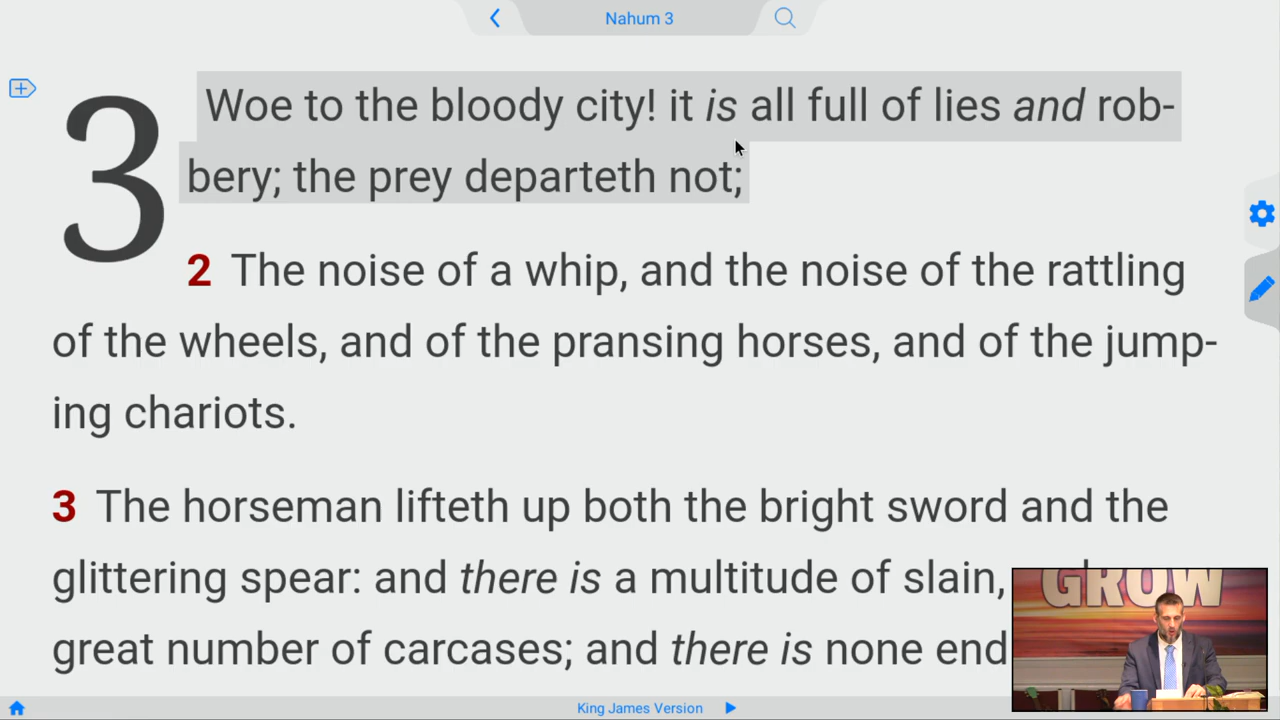 Nahum 3
3 Woe to the bloody city! it is all full of lies and rob-
bery; the prey departeth not;
2 The noise of a whip, and the noise of the rattling
of the wheels, and of the pransing horses, and of the jump-
ing chariots.
3 The horseman lifteth up both the bright sword and the
glittering spear: and there is a multitude of slain,
great number of carcases; and there is none end
GROW
King James Version